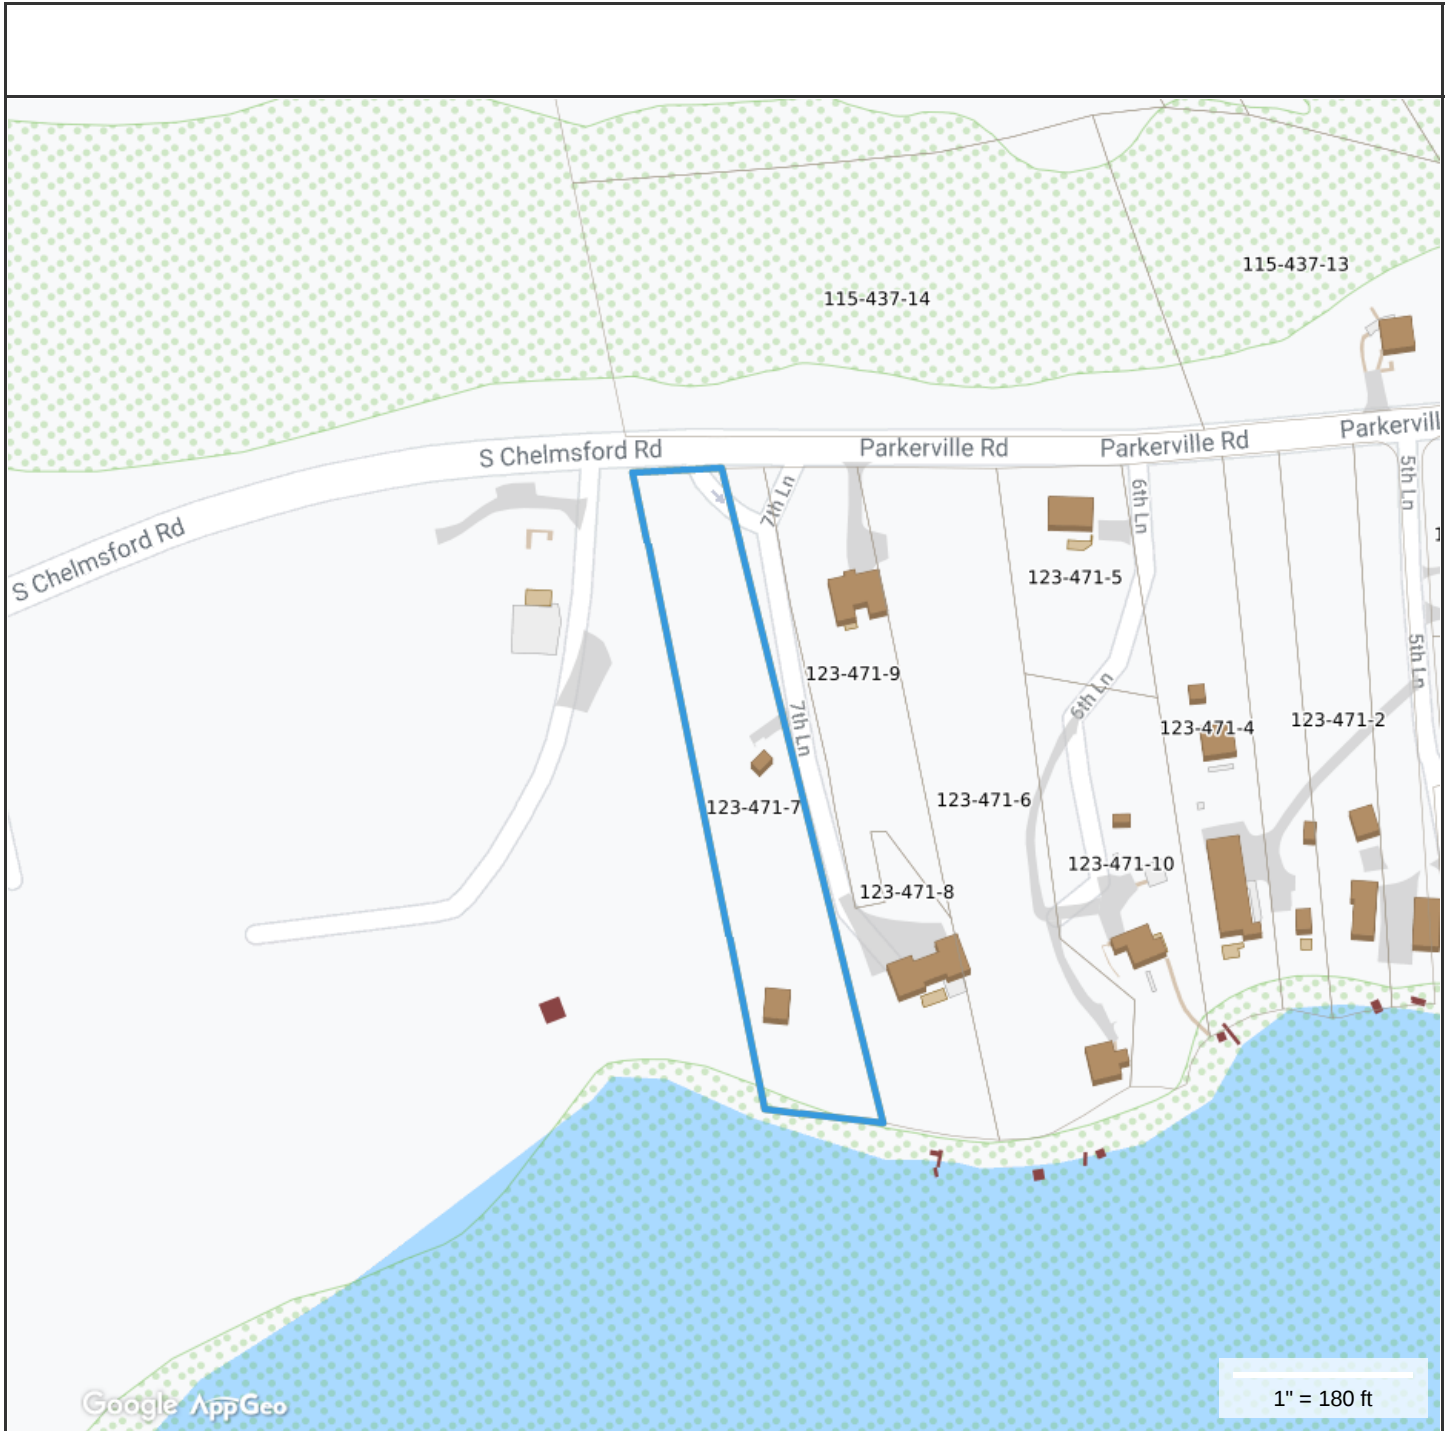 115-437-13
115-437-14
Parkervill
S Chelmsford Rd
Parkerville Rd
Parkerville Rd
5th Ln
6th Ln
7th Ln
S Chelmsford Rd
123-471-5
123-471-9
5th Ln
6th Ln
7th Ln
123-471-4
123-471-2
123-471-7
123-471-6
123-471-10
123-471-8
Google AppGeo
1" = 180 ft